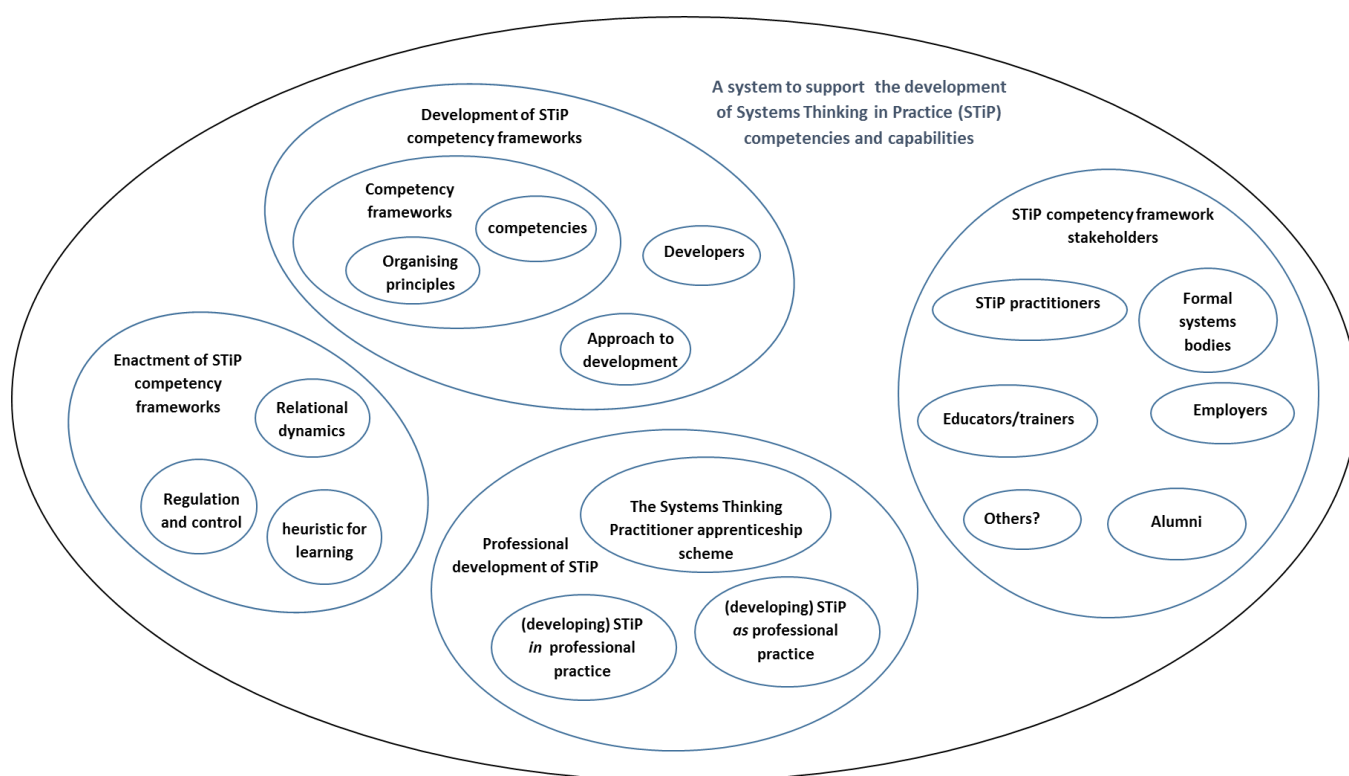 A system to support the development
of Systems Thinking in Practice (STiP)
competencies and capabilities
Development of STiP
competency frameworks
Competency
frameworks
competencies
Organising
principles
Developers
Approach to
development
STiP competency framework
stakeholders
STiP practitioners
Formal
systems
bodies
Educators/trainers
Employers
Others?
Alumni
Enactment of STiP
competency
frameworks
Relational
dynamics
Regulation
and control
heuristic for
learning
Professional
development of STiP
The Systems Thinking
Practitioner apprenticeship
scheme
(developing) STiP
in professional
practice
(developing) STiP
as professional
practice